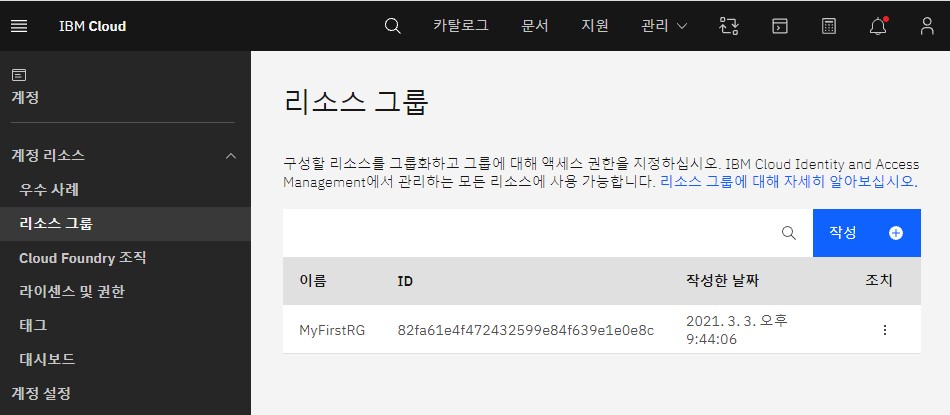 IBM Cloud
카탈로그
문서
지원
관리
계정
계정 리소스
우수 사례
리소스 그룹
Cloud Foundry 조직
라이센스 및 권한
태그
대시보드
계정 설정
리소스 그룹
구성할 리소스를 그룹화하고 그룹에 대해 액세스 권한을 지정하십시오. IBM Cloud Identity and Access
Management에서 관리하는 모든 리소스에 사용 가능합니다. 리소스 그룹에 대해 자세히 알아보십시오.
작성
이름
ID
작성한 날짜
조치
MyFirstRG
82fa61e4f472432599e84f639e1e0e8c
2021. 3. 3. 오후
9:44:06